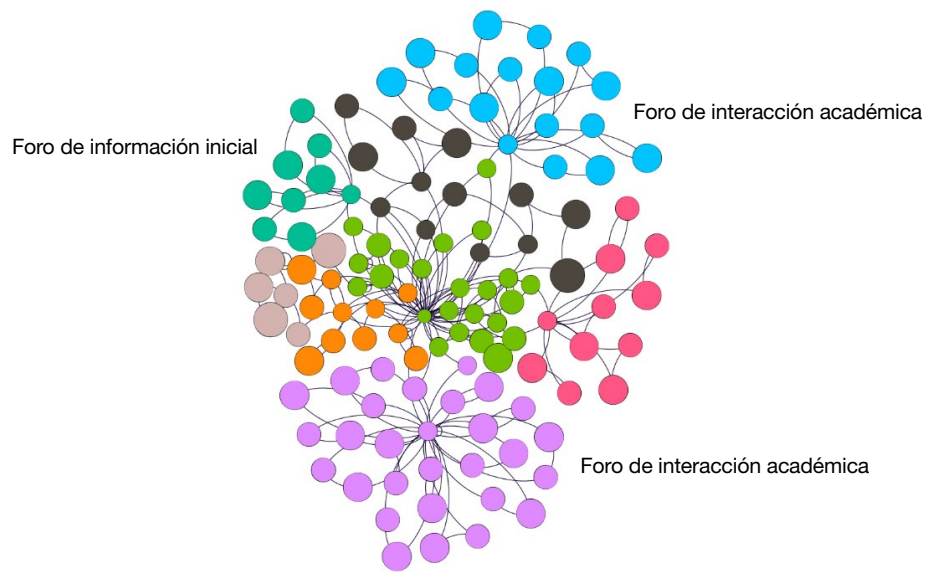 Foro de interacción académica
Foro de información inicial
Foro de interacción académica